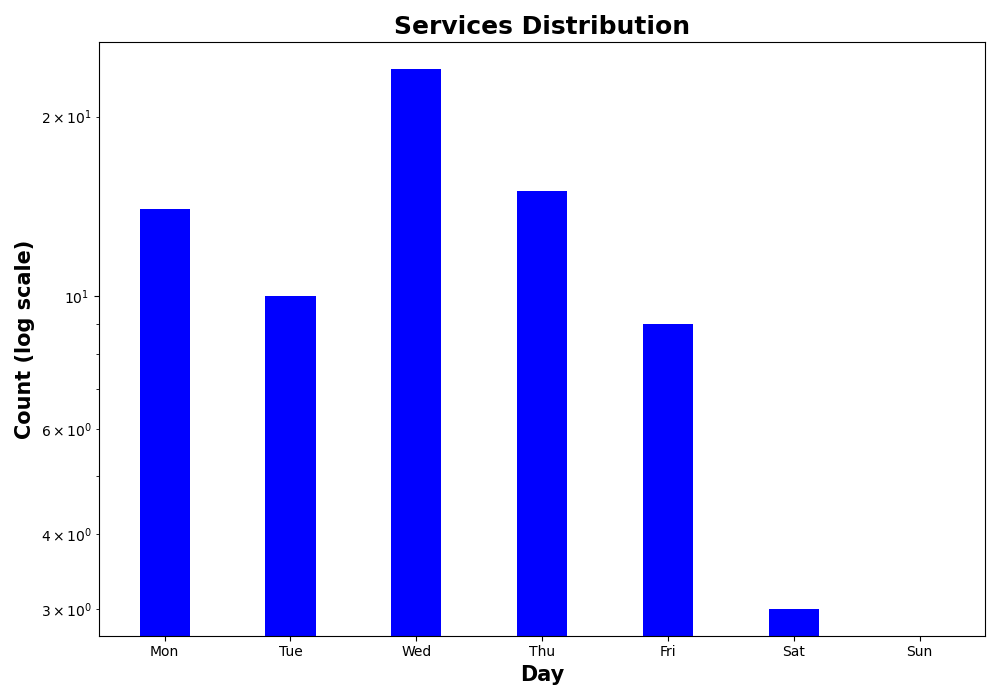 Services Distribution
2 × 10¹
10¹
6 × 10⁰
4 × 10⁰
3 × 10⁰
Count (log scale)
Mon Tue Wed Thu Fri Sat Sun
Day